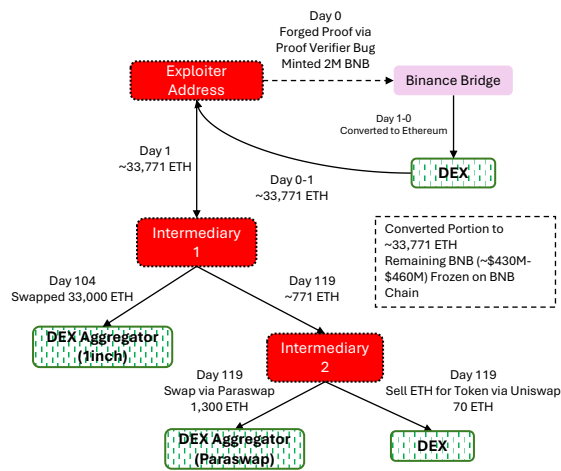 Day 0
Forged Proof via
Proof Verifier Bug
Minted 2M BNB
Exploiter
Address
Binance Bridge
Day 1-0
Converted to Ethereum
Day 1
~33,771 ETH
Day 0-1
~33,771 ETH
DEX
Intermediary
1
Converted Portion to
~33,771 ETH
Remaining BNB (~$430M-
$460M) Frozen on BNB
Chain
Day 104
Swapped 33,000 ETH
Day 119
~771 ETH
DEX Aggregator
(1inch)
Intermediary
2
Day 119
Swap via Paraswap
1,300 ETH
Day 119
Sell ETH for Token via Uniswap
70 ETH
DEX Aggregator
(Paraswap)
DEX